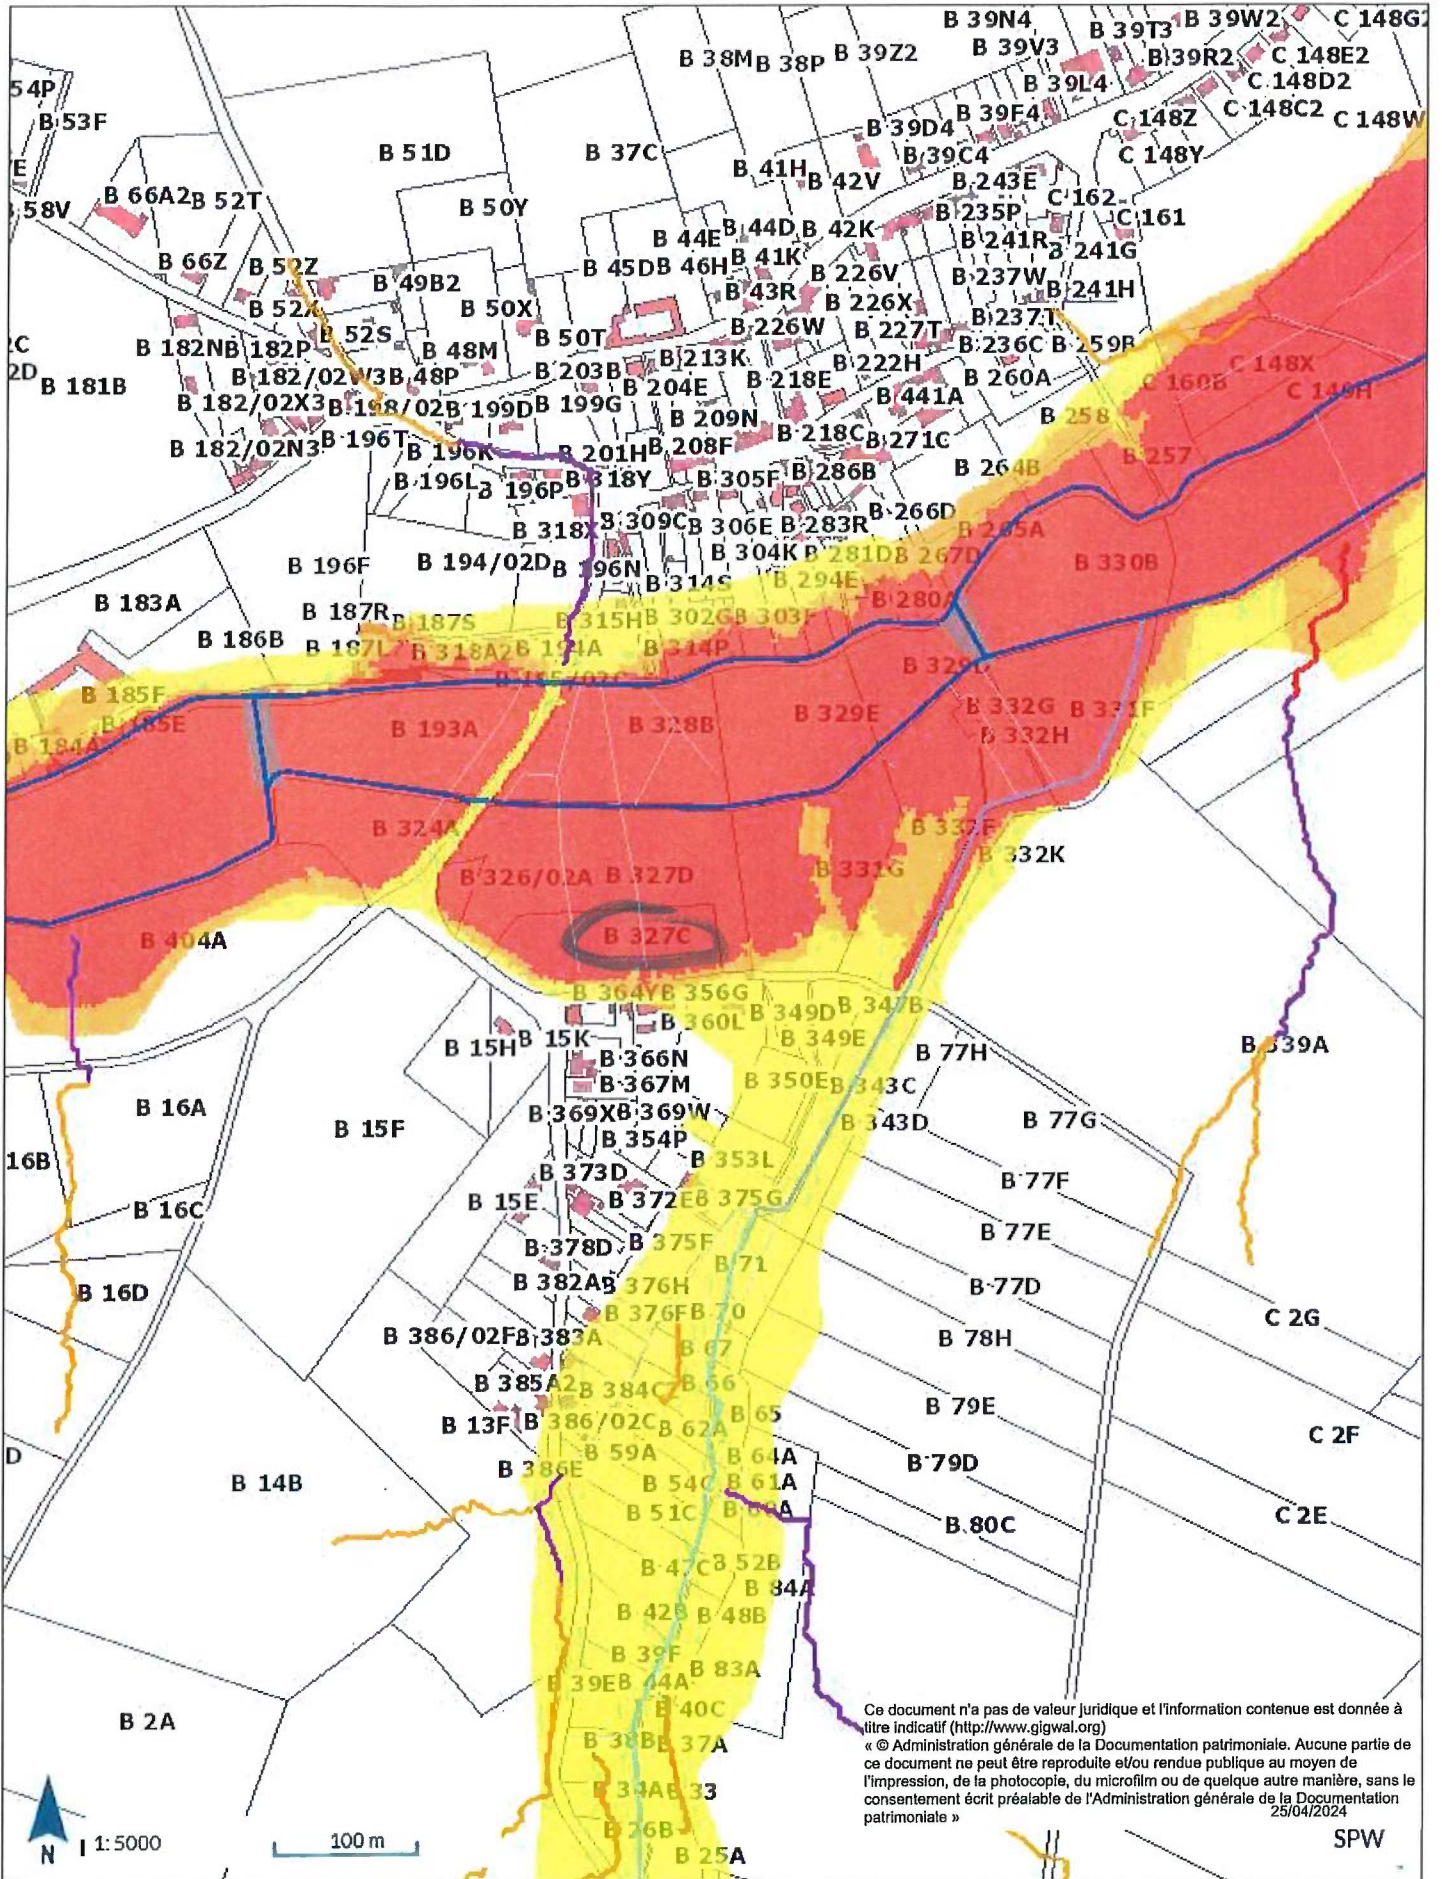 B 39N4
B 39T3
B 39W2
C 148G2
B 38M
B 38P
B 39Z2
B 39V3
B 39R2
C 148E2
54P
B 39L4
C 148D2
B 53F
B 39D4
B 39F4
C 148Z
C 148C2
C 148W
B 51D
B 37C
B 39C4
C 148Y
E
B 41H
B 42V
B 243E
58V
B 66A2
B 52T
B 50Y
B 235P
C 162
C 161
B 44E
B 44D
B 42K
B 241R
241G
B 66Z
B 52Z
B 49B2
B 45D
B 46H
B 41K
B 226V
B 237W
B 241H
B 52X
B 50X
B 43R
B 226X
B 237T
B 52S
B 50T
B 226W
B 227T
B 236C
B 259B
2C
B 182N
B 182P
B 48M
B 213K
B 222H
C 148X
2D
B 181B
B 182/02W3
B 48P
B 203B
B 204E
B 218E
B 260A
C 160B
C 149H
B 182/02X3
B 198/02
B 199D
B 199G
B 209N
B 441A
B 258
B 182/02N3
B 196T
B 196K
B 201H
B 208F
B 218C
B 271C
B 257
B 196L
196P
B 318Y
B 305F
B 286B
B 264B
B 318X
B 309C
B 306E
B 283R
B 266D
B 265A
B 196F
B 194/02D
B 196N
B 304K
B 281D
B 267D
B 330B
B 183A
B 187R
B 187S
B 314S
B 294E
B 280A
B 186B
B 187L
B 318A2
B 194A
B 315H
B 302G
B 303F
B 314P
B 185F
B 329D
B 185E
B 193A
B 328B
B 329E
B 332G
B 331F
B 184A
B 332H
B 324A
B 332F
B 326/02A
B 327D
B 331G
B 332K
B 404A
B 327C
B 364Y
B 356G
B 349D
B 347B
B 15H
B 15K
B 360L
B 349E
B 77H
B 339A
B 366N
B 367M
B 350E
B 343C
B 16A
B 15F
B 369X
B 369W
B 343D
B 77G
16B
B 354P
B 353L
B 373D
B 77F
B 16C
B 15E
B 372E
B 375G
B 77E
B 378D
B 375F
B 71
B 16D
B 382A
B 376H
B 77D
C 2G
B 386/02F
B 383A
B 376F
B 70
B 78H
B 67
B 385A2
B 384C
B 66
B 79E
B 13F
B 386/02C
B 62A
B 65
C 2F
D
B 14B
B 386E
B 59A
B 64A
B 79D
B 54C
B 61A
B 51C
B 80C
C 2E
B 47C
B 52B
B 84A
B 42B
B 48B
B 39F
B 83A
B 39E
B 44A
B 2A
B 40C
B 38B
B 37A
B 34A
B 33
B 26B
B 25A
Ce document n'a pas de valeur juridique et l'information contenue est donnée à
titre indicatif (http://www.gigwal.org)
« © Administration générale de la Documentation patrimoniale. Aucune partie de
ce document ne peut être reproduite et/ou rendue publique au moyen de
l'impression, de la photocopie, du microfilm ou de quelque autre manière, sans le
consentement écrit préalable de l'Administration générale de la Documentation
patrimoniale »
25/04/2024
SPW
N
1:5000
100 m